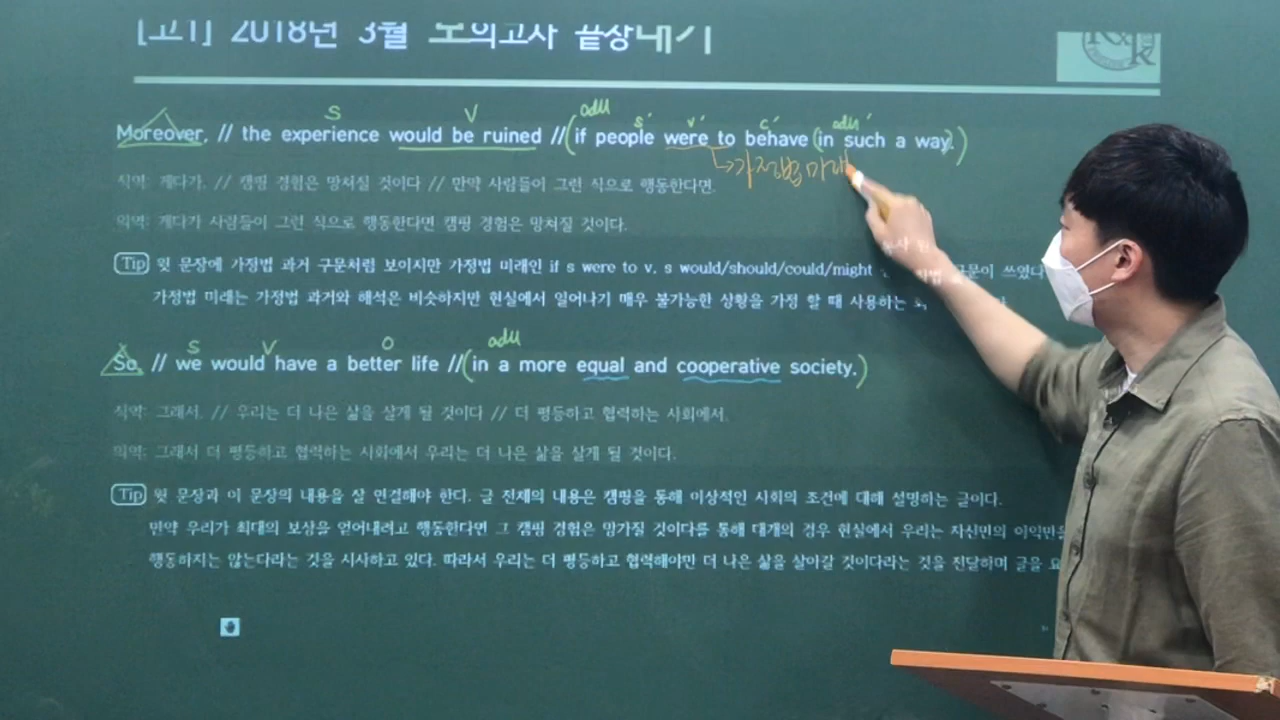 [고1] 2018년 3월 모의고사 끝장내기
S V adv s' v' c' adv'
Moreover, // the experience would be ruined //(if people were to behave (in such a way.)
↳가정법 미래
직역: 게다가, // 캠핑 경험은 망쳐질 것이다 // 만약 사람들이 그런 식으로 행동한다면.
의역: 게다가 사람들이 그런 식으로 행동한다면 캠핑 경험은 망쳐질 것이다.
Tip 윗 문장에 가정법 과거 구문처럼 보이지만 가정법 미래인 if s were to v, s would/should/could/might 구문이 쓰였다
가정법 미래는 가정법 과거와 해석은 비슷하지만 현실에서 일어나기 매우 불가능한 상황을 가정 할 때 사용하는
S V O adv
So, // we would have a better life //(in a more equal and cooperative society.)
직역: 그래서, // 우리는 더 나은 삶을 살게 될 것이다 // 더 평등하고 협력하는 사회에서.
의역: 그래서 더 평등하고 협력하는 사회에서 우리는 더 나은 삶을 살게 될 것이다.
Tip 윗 문장과 이 문장의 내용을 잘 연결해야 한다. 글 전체의 내용은 캠핑을 통해 이상적인 사회의 조건에 대해 설명하는 글이다.
만약 우리가 최대의 보상을 얻어내려고 행동한다면 그 캠핑 경험은 망가질 것이다를 통해 대개의 경우 현실에서 우리는 자신만의 이익만을
행동하지는 않는다라는 것을 시사하고 있다. 따라서 우리는 더 평등하고 협력해야만 더 나은 삶을 살아갈 것이다라는 것을 전달하며 글을